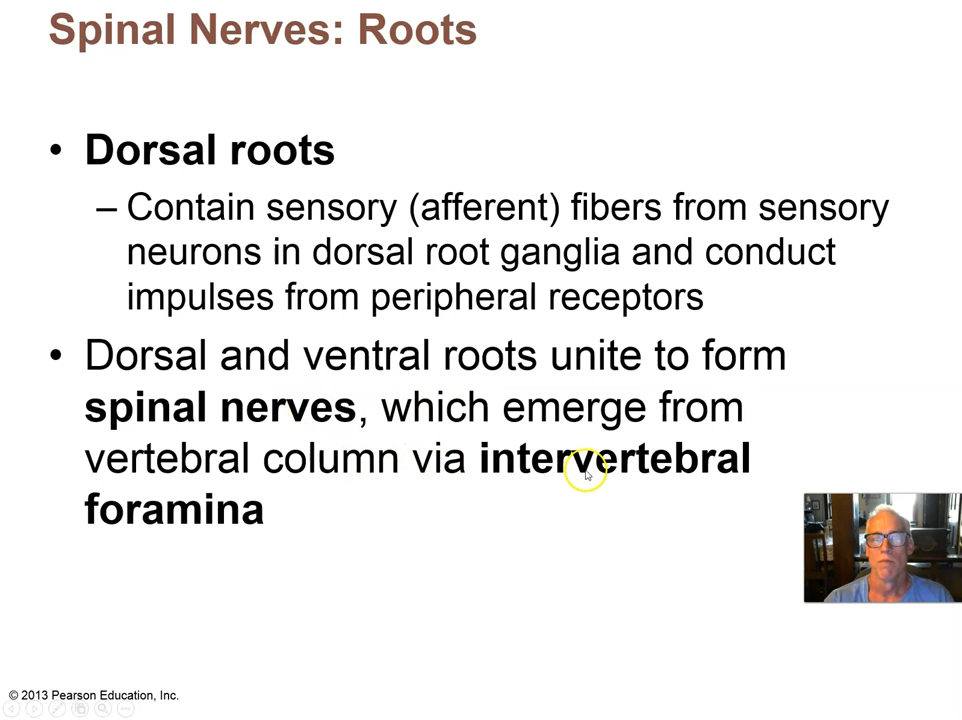 Spinal Nerves: Roots
• Dorsal roots
– Contain sensory (afferent) fibers from sensory
neurons in dorsal root ganglia and conduct
impulses from peripheral receptors
• Dorsal and ventral roots unite to form
spinal nerves, which emerge from
vertebral column via intervertebral
foramina
© 2013 Pearson Education, Inc.